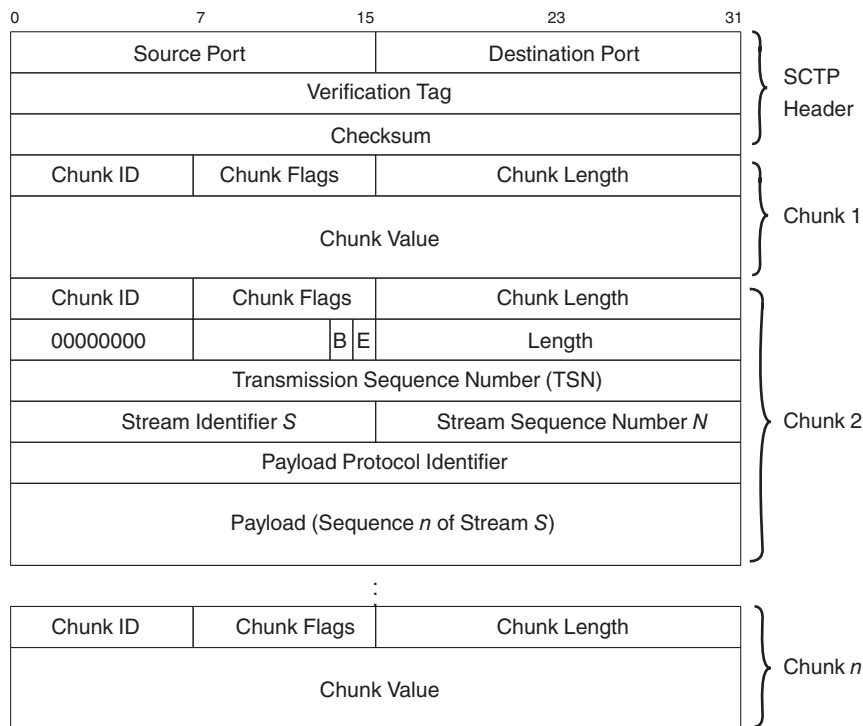 0 7 15 23 31
Source Port Destination Port
Verification Tag
Checksum
SCTP
Header
Chunk ID Chunk Flags Chunk Length
Chunk Value
Chunk 1
Chunk ID Chunk Flags Chunk Length
00000000 B E Length
Transmission Sequence Number (TSN)
Stream Identifier S Stream Sequence Number N
Payload Protocol Identifier
Payload (Sequence n of Stream S)
Chunk 2
:
Chunk ID Chunk Flags Chunk Length
Chunk Value
Chunk n